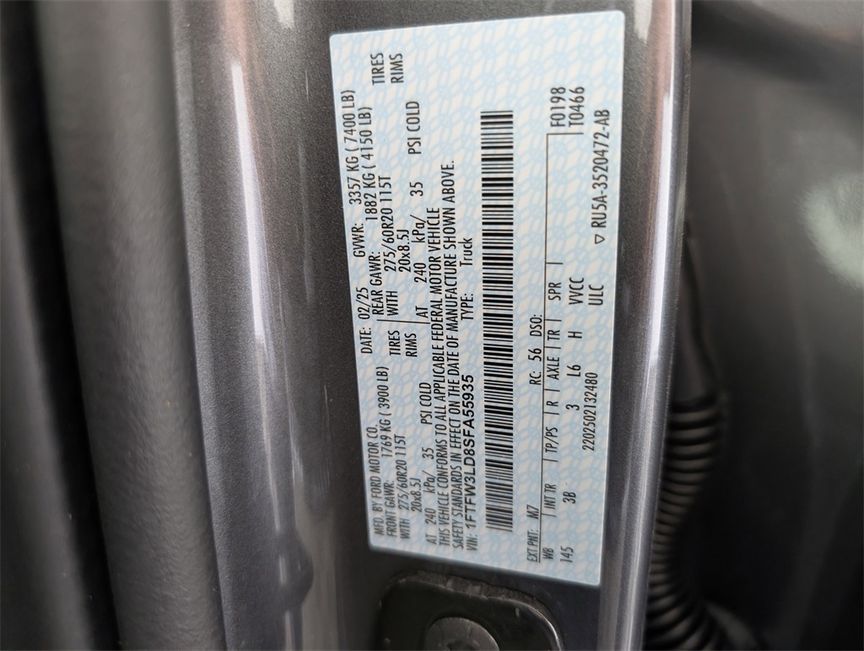 MFD. BY FORD MOTOR CO.
DATE: 02/25 GVWR: 3357 KG ( 7400 LB)
FRONT GAWR: 1769 KG ( 3900 LB) REAR GAWR: 1882 KG ( 4150 LB)
WITH 275/60R20 115T TIRES WITH 275/60R20 115T TIRES
20x8.5J RIMS 20x8.5J RIMS
AT 240 kPa/ 35 PSI COLD AT 240 kPa/ 35 PSI COLD
THIS VEHICLE CONFORMS TO ALL APPLICABLE FEDERAL MOTOR VEHICLE
SAFETY STANDARDS IN EFFECT ON THE DATE OF MANUFACTURE SHOWN ABOVE.
VIN: 1FTFW3LD8SFA55935 TYPE: Truck
F0198
T0466
EXT PNT: M7 RC: 56 DSO:
WB INT TR TP/PS R AXLE TR SPR
145 3B 3 L6 H VVCC
2202502132480 ULC
▽ RU5A-3520472-AB